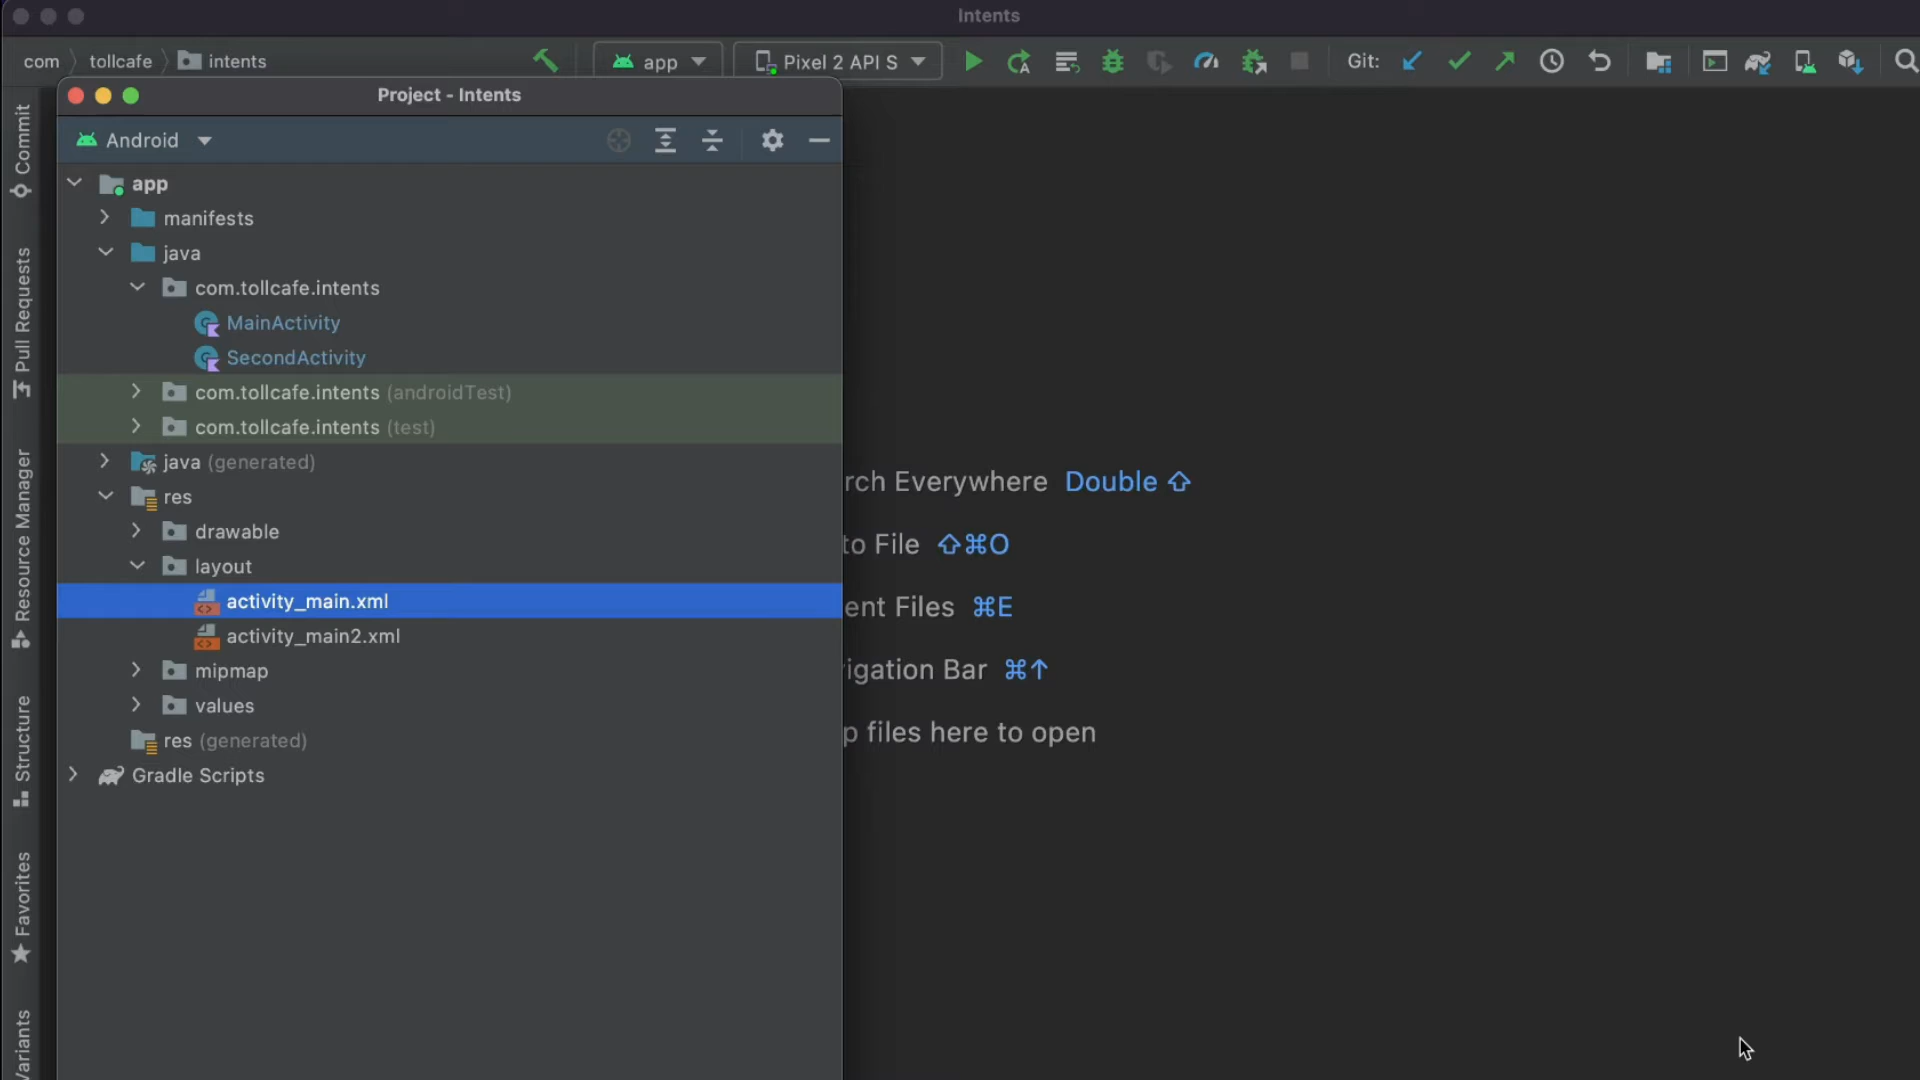 Intents
com tollcafe intents
app
Pixel 2 API S
Git:
Project - Intents
Android
app
manifests
java
com.tollcafe.intents
MainActivity
SecondActivity
com.tollcafe.intents (androidTest)
com.tollcafe.intents (test)
java (generated)
res
drawable
layout
activity_main.xml
activity_main2.xml
mipmap
values
res (generated)
Gradle Scripts
Commit
Pull Requests
Resource Manager
Structure
Favorites
Variants
rch Everywhere Double ⇧
to File ⇧⌘O
ent Files ⌘E
igation Bar ⌘↑
p files here to open